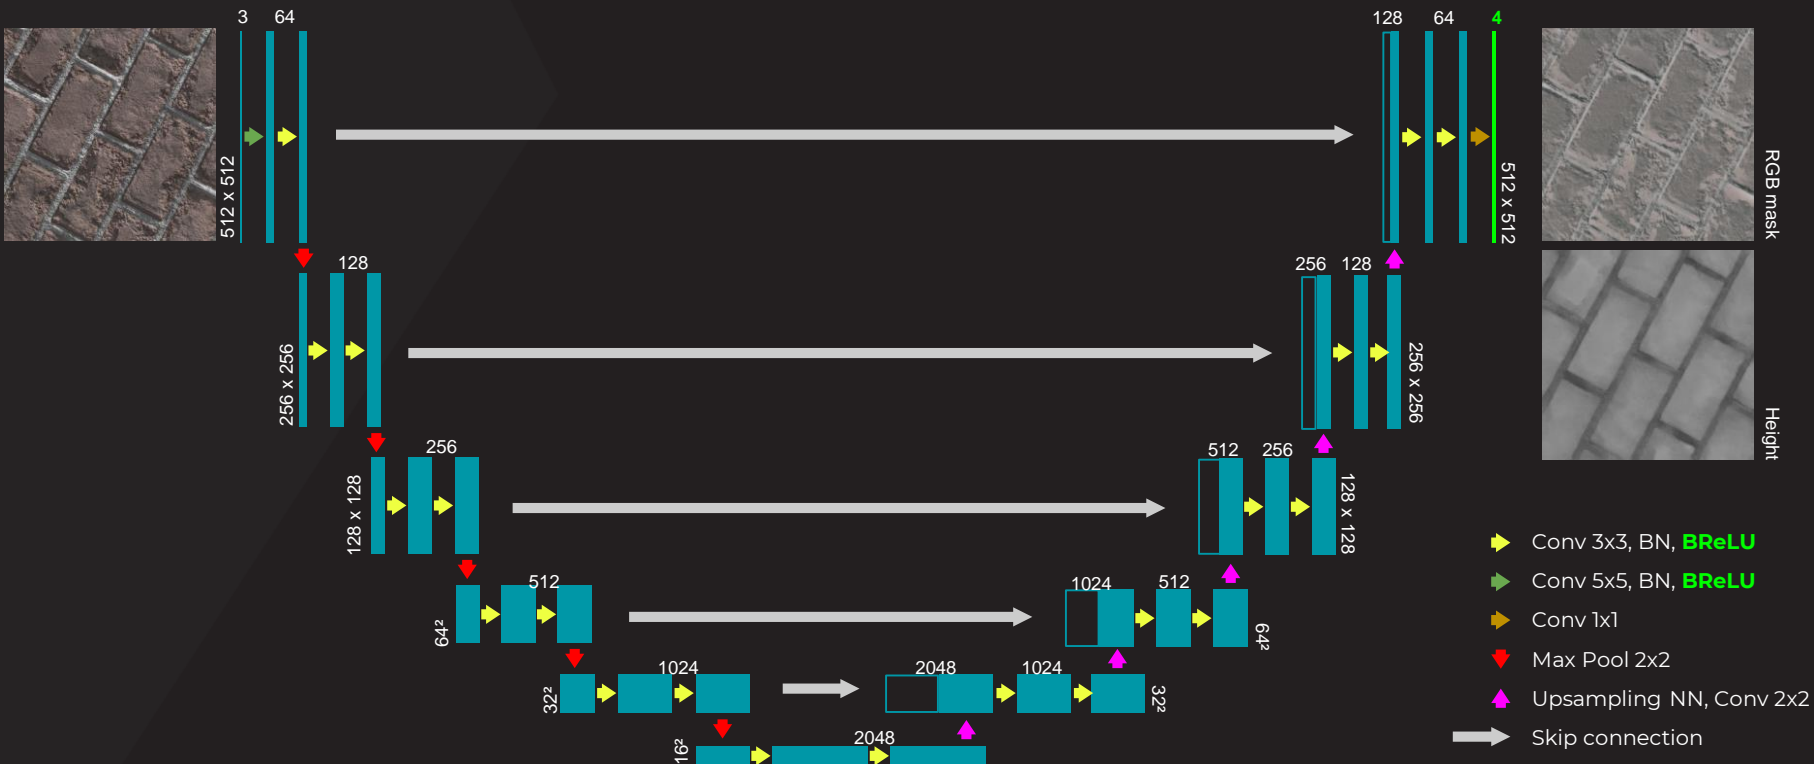 3
64
512 x 512
128
64
4
512 x 512
RGB mask
128
256 x 256
256
128
256 x 256
Height
256
128 x 128
512
256
128 x 128
512
64²
1024
512
64²
1024
32²
2048
1024
32²
16²
2048
Conv 3x3, BN, BReLU
Conv 5x5, BN, BReLU
Conv 1x1
Max Pool 2x2
Upsampling NN, Conv 2x2
Skip connection